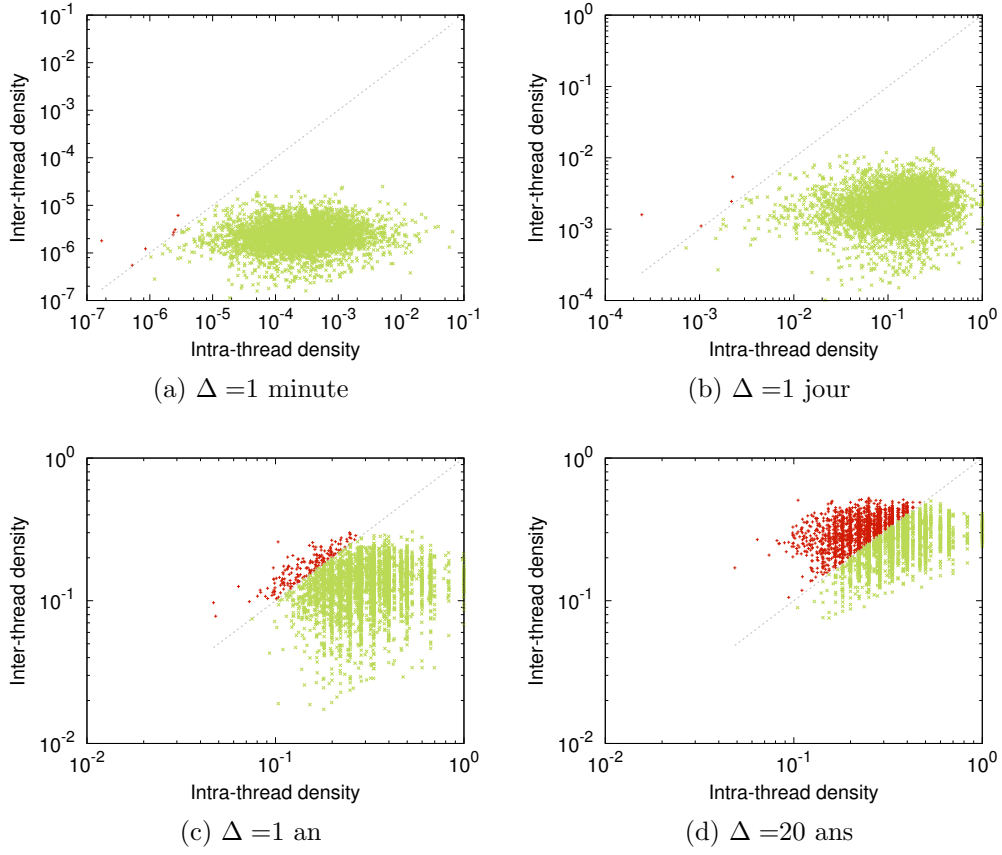 10^-1
10^-2
10^-3
10^-4
10^-5
10^-6
10^-7
Inter-thread density
10^-7 10^-6 10^-5 10^-4 10^-3 10^-2 10^-1
Intra-thread density
(a) Δ =1 minute
10^0
10^-1
10^-2
10^-3
10^-4
Inter-thread density
10^-4 10^-3 10^-2 10^-1 10^0
Intra-thread density
(b) Δ =1 jour
10^0
10^-1
10^-2
Inter-thread density
10^-2 10^-1 10^0
Intra-thread density
(c) Δ =1 an
10^0
10^-1
10^-2
Inter-thread density
10^-2 10^-1 10^0
Intra-thread density
(d) Δ =20 ans